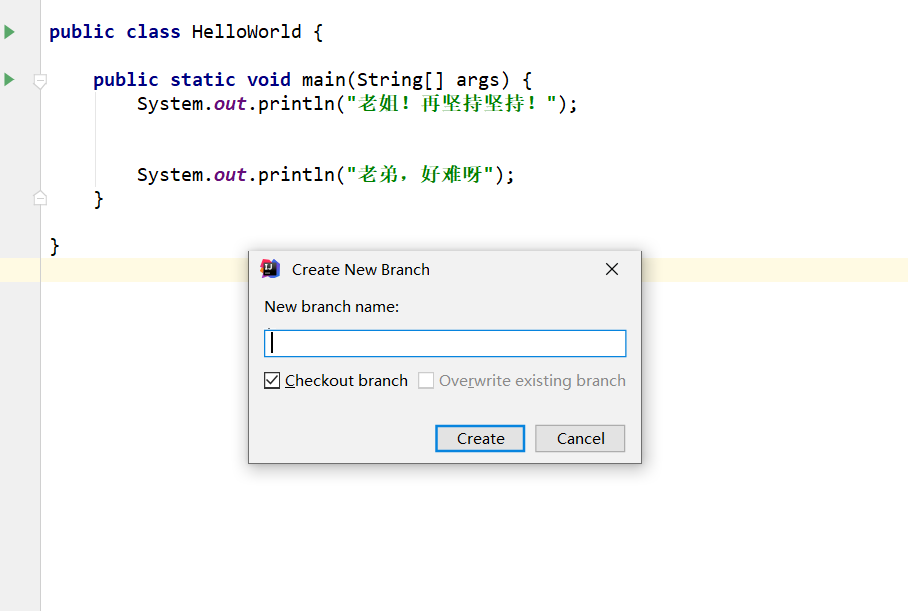 public class HelloWorld {
public static void main(String[] args) {
System.out.println("老姐！再坚持坚持！");
System.out.println("老弟，好难呀");
}
}
Create New Branch
New branch name:
Checkout branch Overwrite existing branch
Create Cancel